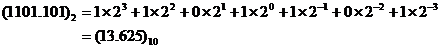 (1101.101)₂ = 1×2³ + 1×2² + 0×2¹ + 1×2⁰ + 1×2⁻¹ + 0×2⁻² + 1×2⁻³
= (13.625)₁₀